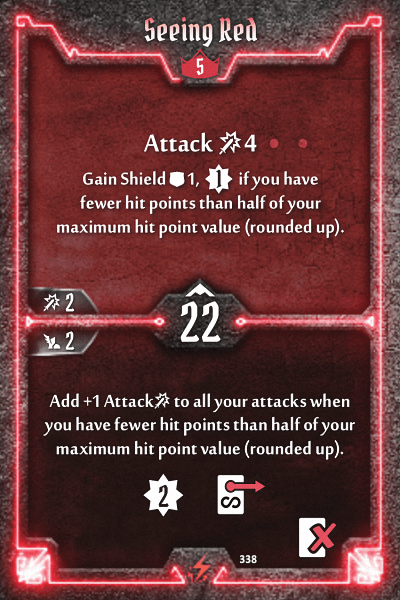 Seeing Red
5
Attack 4
Gain Shield 1, 1 if you have
fewer hit points than half of your
maximum hit point value (rounded up).
2
22
2
Add +1 Attack to all your attacks when
you have fewer hit points than half of your
maximum hit point value (rounded up).
2
338